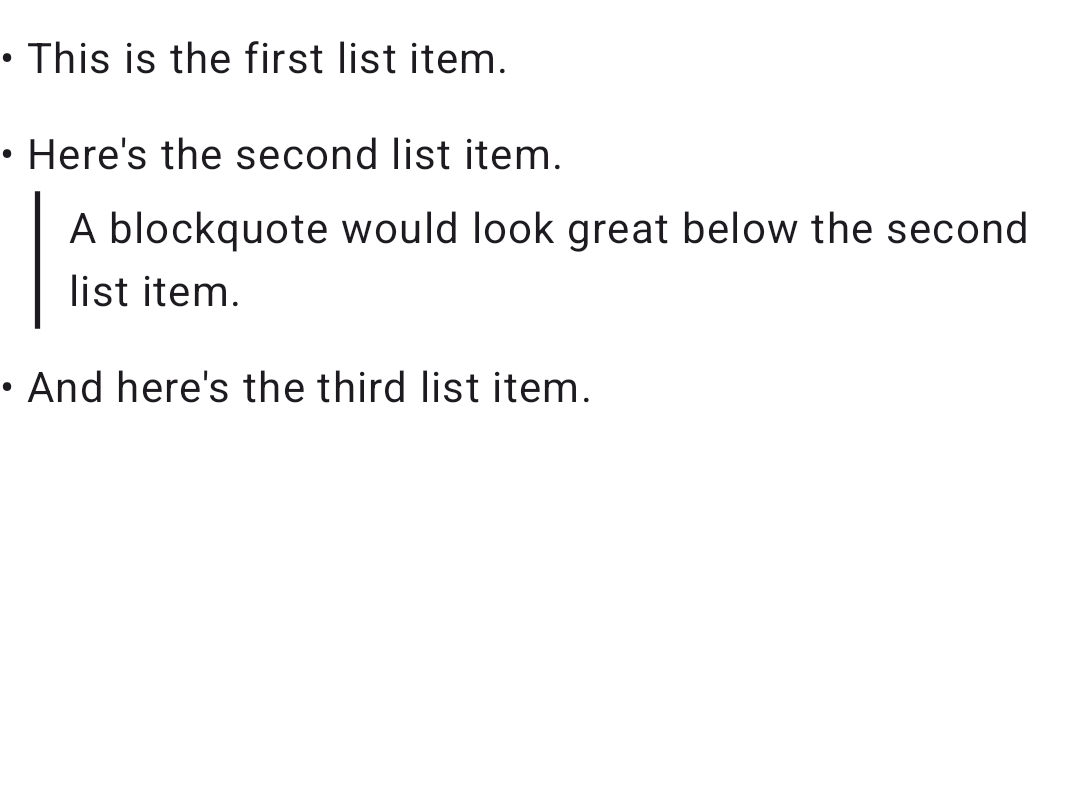 • This is the first list item.
• Here's the second list item.
A blockquote would look great below the second
list item.
• And here's the third list item.